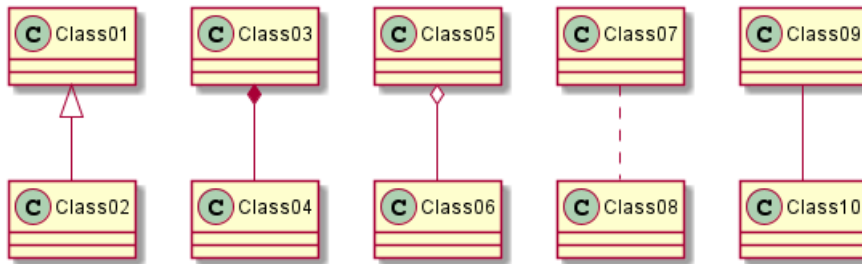 C Class01
C Class03
C Class05
C Class07
C Class09
C Class02
C Class04
C Class06
C Class08
C Class10